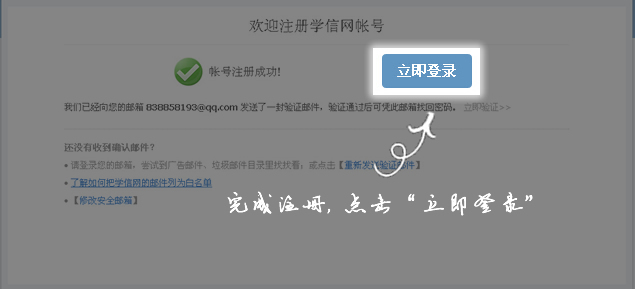 欢迎注册学信网帐号
帐号注册成功!
立即登录
我们已经向您的邮箱 838858193@qq.com 发送了一封验证邮件，验证通过后可凭此邮箱找回密码。 立即验证>>
还没有收到确认邮件?
• 请登录您的邮箱，尝试到广告邮件、垃圾邮件目录里找找看；或点击【重新发送验证邮件】
• 了解如何把学信网的邮件列为白名单
• 【修改安全邮箱】
完成注册, 点击“立即登录”